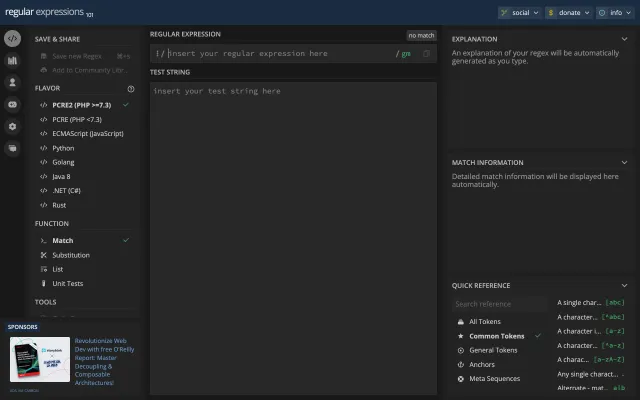 regular expressions 101
social
$ donate
info
SAVE & SHARE
Save new Regex ⌘+s
Add to Community Libr...
FLAVOR
</> PCRE2 (PHP >=7.3)
</> PCRE (PHP <7.3)
</> ECMAScript (JavaScript)
</> Python
</> Golang
</> Java 8
</> .NET (C#)
</> Rust
FUNCTION
Match
Substitution
List
Unit Tests
TOOLS
SPONSORS
Revolutionize Web
Dev with free O'Reilly
Report: Master
Decoupling &
Composable
Architectures!
REGULAR EXPRESSION
no match
/ insert your regular expression here / gm
TEST STRING
insert your test string here
EXPLANATION
An explanation of your regex will be automatically
generated as you type.
MATCH INFORMATION
Detailed match information will be displayed here
automatically.
QUICK REFERENCE
Search reference
All Tokens
Common Tokens
General Tokens
Anchors
Meta Sequences
A single char... [abc]
A character... [^abc]
A character i... [a-z]
A character... [^a-z]
A charac... [a-zA-Z]
Any single charact... .
Alternate - mat... a|b